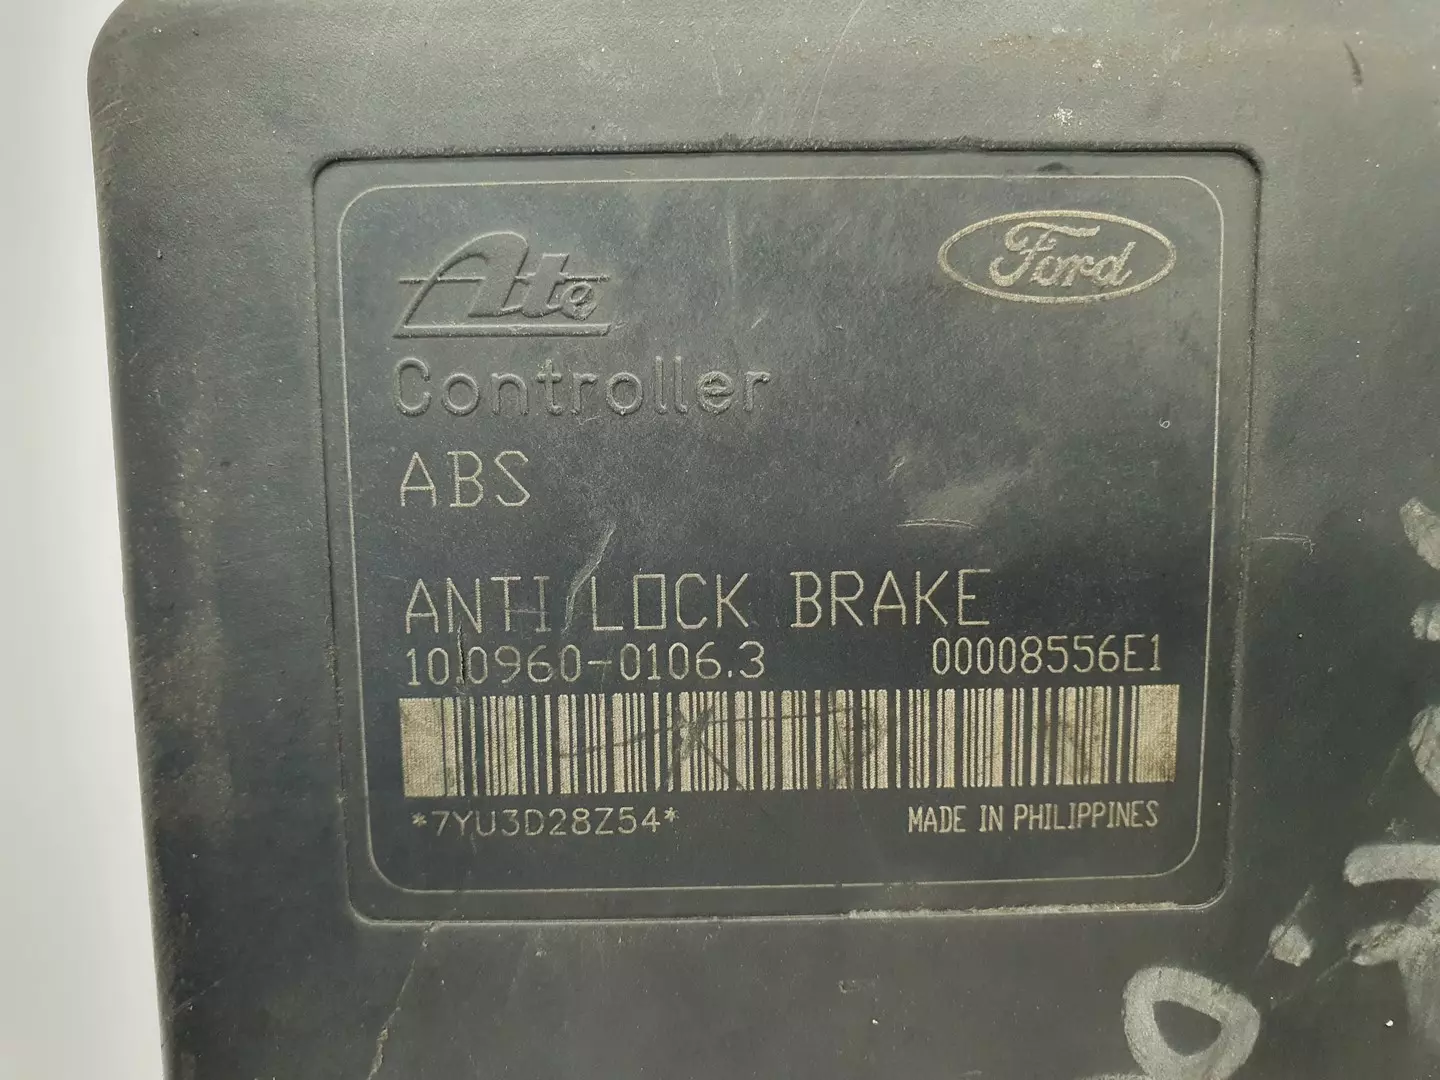 Ate
Ford
Controller
ABS
ANTI LOCK BRAKE
10.0960-0106.3 00008556E1
*7YU3D28Z54* MADE IN PHILIPPINES